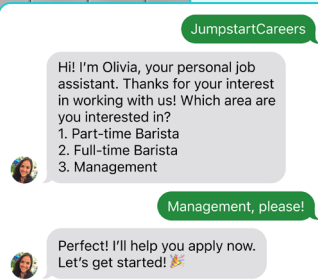 JumpstartCareers
Hi! I'm Olivia, your personal job
assistant. Thanks for your interest
in working with us! Which area are
you interested in?
1. Part-time Barista
2. Full-time Barista
3. Management
Management, please!
Perfect! I'll help you apply now.
Let's get started! 🎉